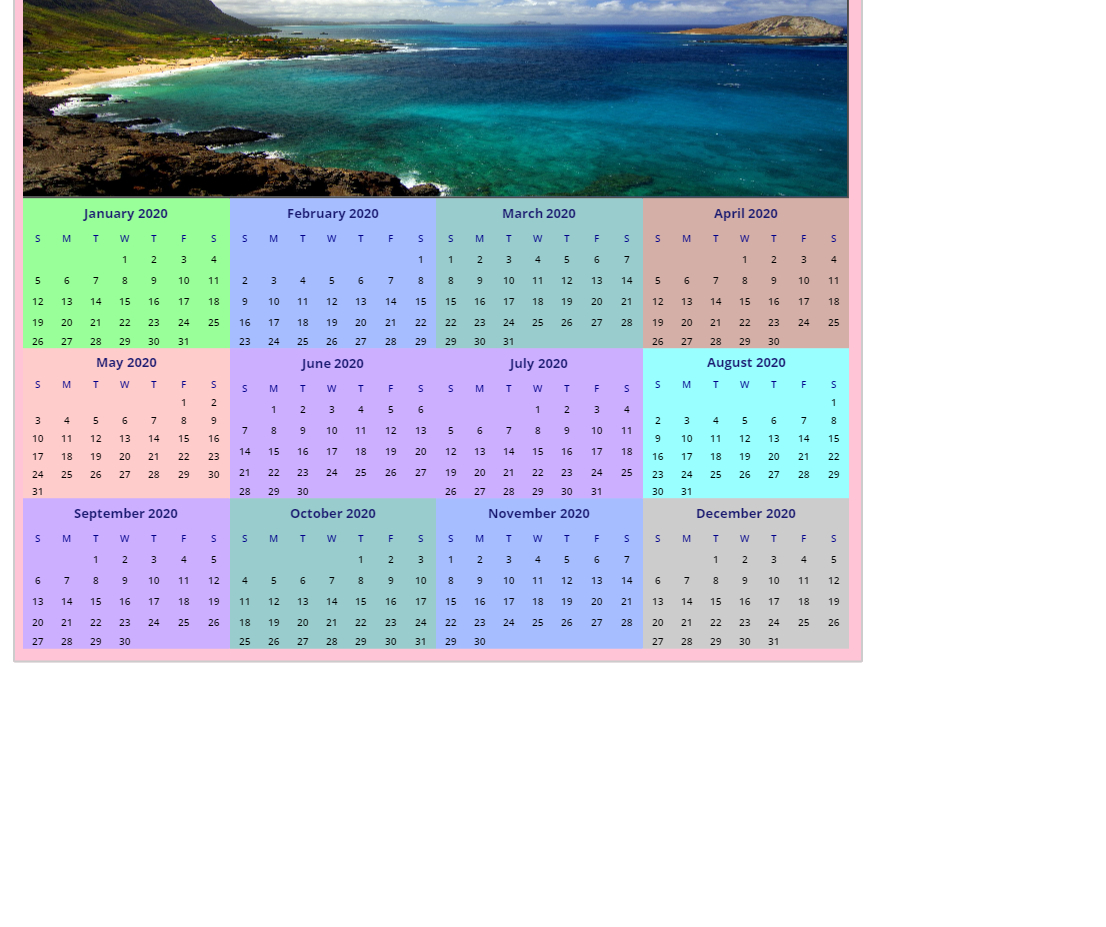 January 2020
S M T W T F S
1 2 3 4
5 6 7 8 9 10 11
12 13 14 15 16 17 18
19 20 21 22 23 24 25
26 27 28 29 30 31
February 2020
S M T W T F S
1
2 3 4 5 6 7 8
9 10 11 12 13 14 15
16 17 18 19 20 21 22
23 24 25 26 27 28 29
March 2020
S M T W T F S
1 2 3 4 5 6 7
8 9 10 11 12 13 14
15 16 17 18 19 20 21
22 23 24 25 26 27 28
29 30 31
April 2020
S M T W T F S
1 2 3 4
5 6 7 8 9 10 11
12 13 14 15 16 17 18
19 20 21 22 23 24 25
26 27 28 29 30
May 2020
S M T W T F S
1 2
3 4 5 6 7 8 9
10 11 12 13 14 15 16
17 18 19 20 21 22 23
24 25 26 27 28 29 30
31
June 2020
S M T W T F S
1 2 3 4 5 6
7 8 9 10 11 12 13
14 15 16 17 18 19 20
21 22 23 24 25 26 27
28 29 30
July 2020
S M T W T F S
1 2 3 4
5 6 7 8 9 10 11
12 13 14 15 16 17 18
19 20 21 22 23 24 25
26 27 28 29 30 31
August 2020
S M T W T F S
1
2 3 4 5 6 7 8
9 10 11 12 13 14 15
16 17 18 19 20 21 22
23 24 25 26 27 28 29
30 31
September 2020
S M T W T F S
1 2 3 4 5
6 7 8 9 10 11 12
13 14 15 16 17 18 19
20 21 22 23 24 25 26
27 28 29 30
October 2020
S M T W T F S
1 2 3
4 5 6 7 8 9 10
11 12 13 14 15 16 17
18 19 20 21 22 23 24
25 26 27 28 29 30 31
November 2020
S M T W T F S
1 2 3 4 5 6 7
8 9 10 11 12 13 14
15 16 17 18 19 20 21
22 23 24 25 26 27 28
29 30
December 2020
S M T W T F S
1 2 3 4 5
6 7 8 9 10 11 12
13 14 15 16 17 18 19
20 21 22 23 24 25 26
27 28 29 30 31